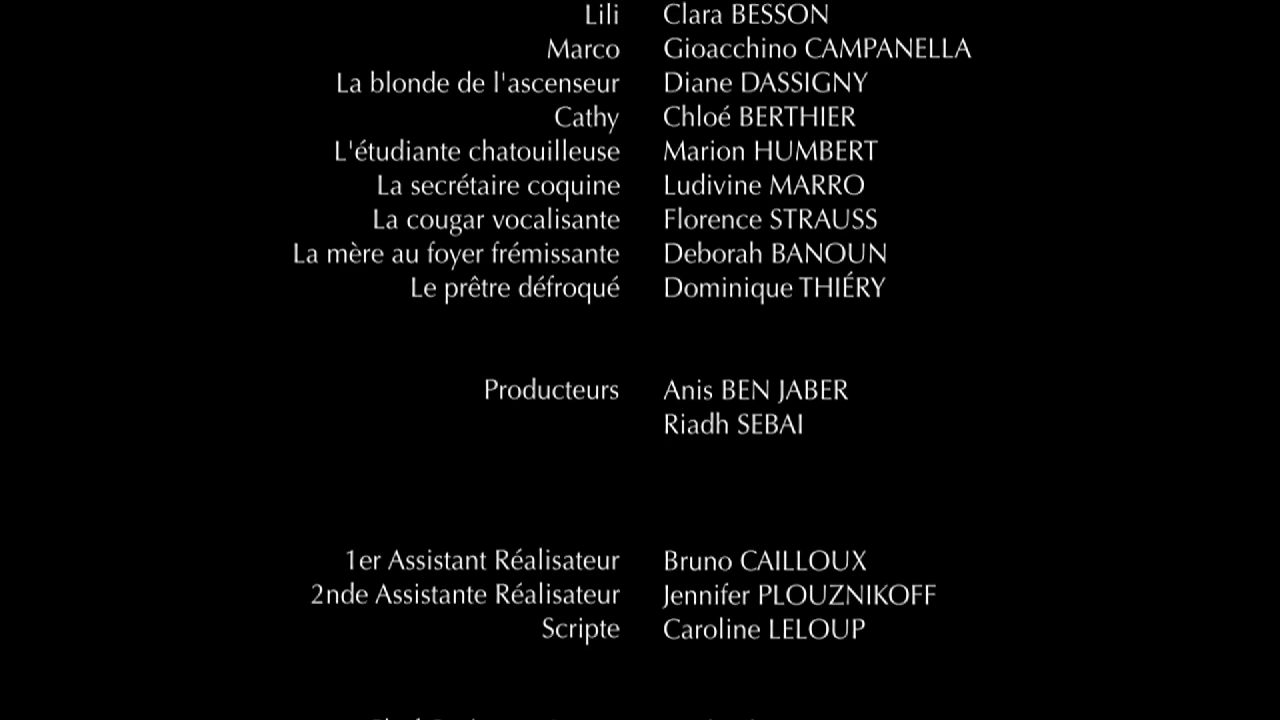 Lili Clara BESSON
Marco Gioacchino CAMPANELLA
La blonde de l'ascenseur Diane DASSIGNY
Cathy Chloé BERTHIER
L'étudiante chatouilleuse Marion HUMBERT
La secrétaire coquine Ludivine MARRO
La cougar vocalisante Florence STRAUSS
La mère au foyer frémissante Deborah BANOUN
Le prêtre défroqué Dominique THIÉRY
Producteurs Anis BEN JABER
Riadh SEBAI
1er Assistant Réalisateur Bruno CAILLOUX
2nde Assistante Réalisateur Jennifer PLOUZNIKOFF
Scripte Caroline LELOUP